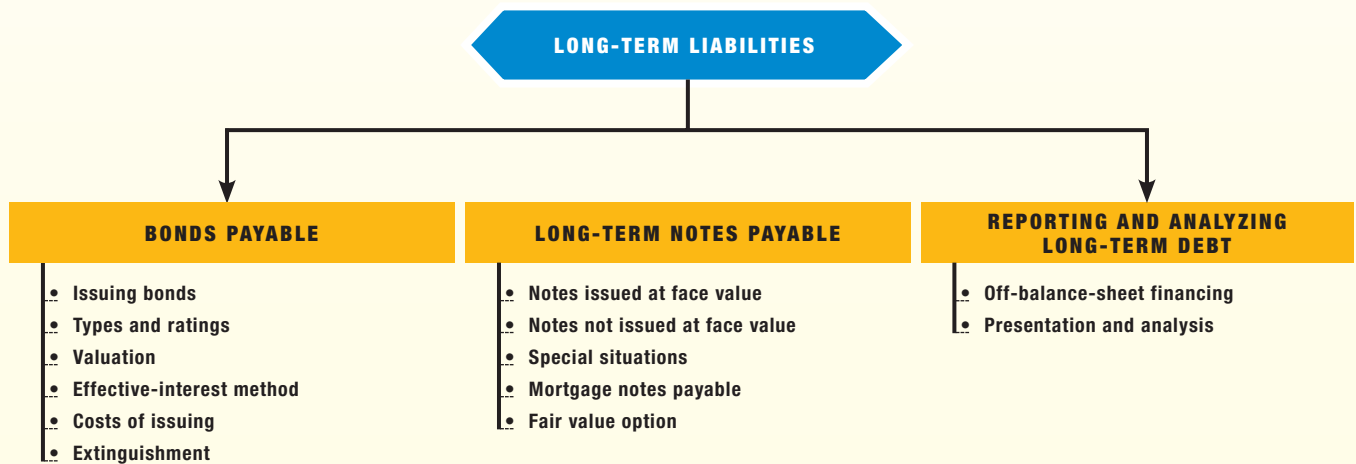 LONG-TERM LIABILITIES
BONDS PAYABLE
• Issuing bonds
• Types and ratings
• Valuation
• Effective-interest method
• Costs of issuing
• Extinguishment
LONG-TERM NOTES PAYABLE
• Notes issued at face value
• Notes not issued at face value
• Special situations
• Mortgage notes payable
• Fair value option
REPORTING AND ANALYZING
LONG-TERM DEBT
• Off-balance-sheet financing
• Presentation and analysis